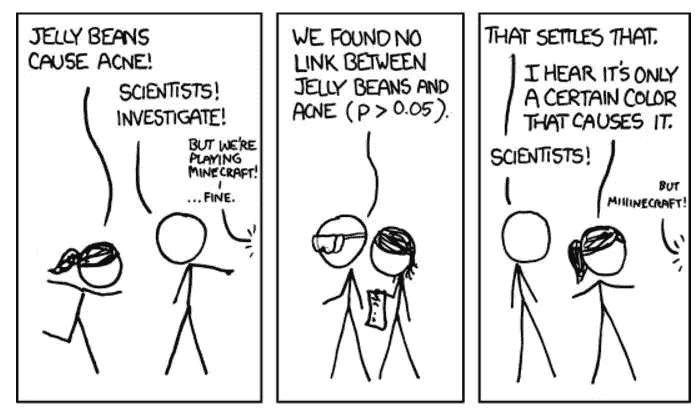 JELLY BEANS
CAUSE ACNE!
SCIENTISTS!
INVESTIGATE!
BUT WE'RE
PLAYING
MINECRAFT!
...FINE.
WE FOUND NO
LINK BETWEEN
JELLY BEANS AND
ACNE (P > 0.05).
THAT SETTLES THAT.
I HEAR IT'S ONLY
A CERTAIN COLOR
THAT CAUSES IT.
SCIENTISTS!
BUT
MIIINECRAFT!